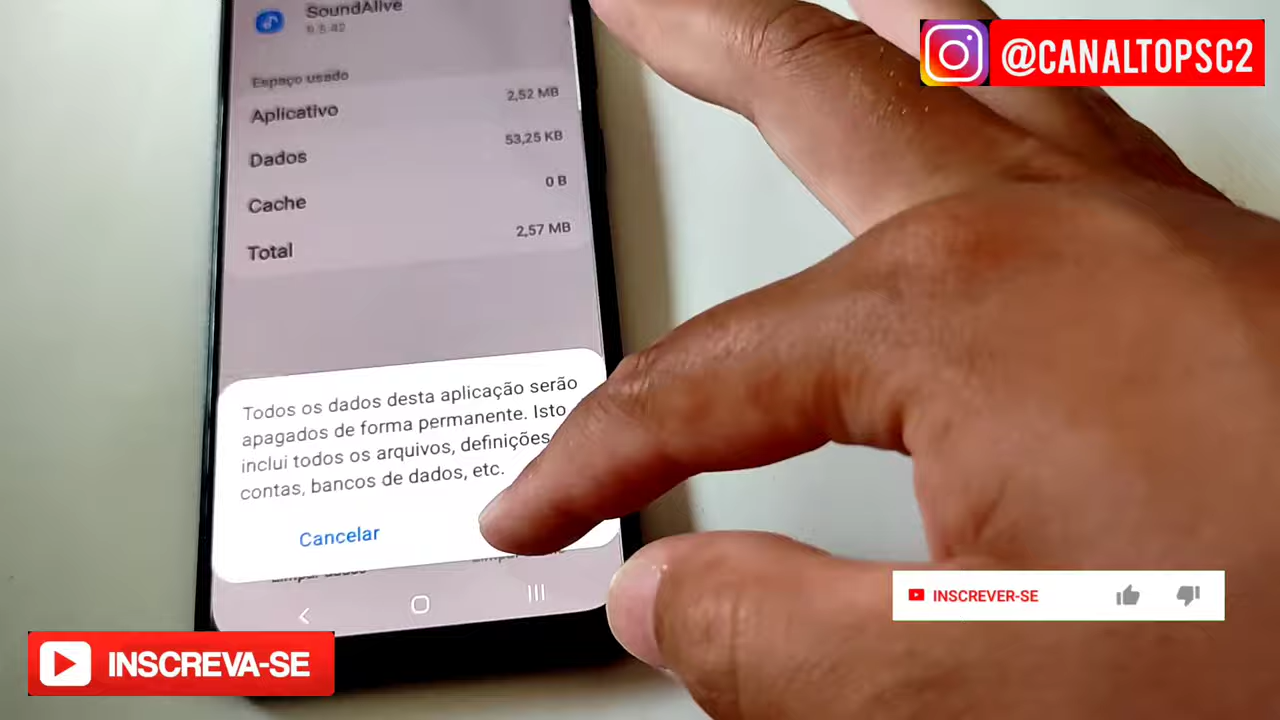 SoundAlive
@CANALTOPSC2
Espaço usado
Aplicativo 2,52 MB
Dados 53,25 KB
Cache 0 B
Total 2,57 MB
Todos os dados desta aplicação serão
apagados de forma permanente. Isto
inclui todos os arquivos, definições
contas, bancos de dados, etc.
Cancelar
INSCREVER-SE
INSCREVA-SE